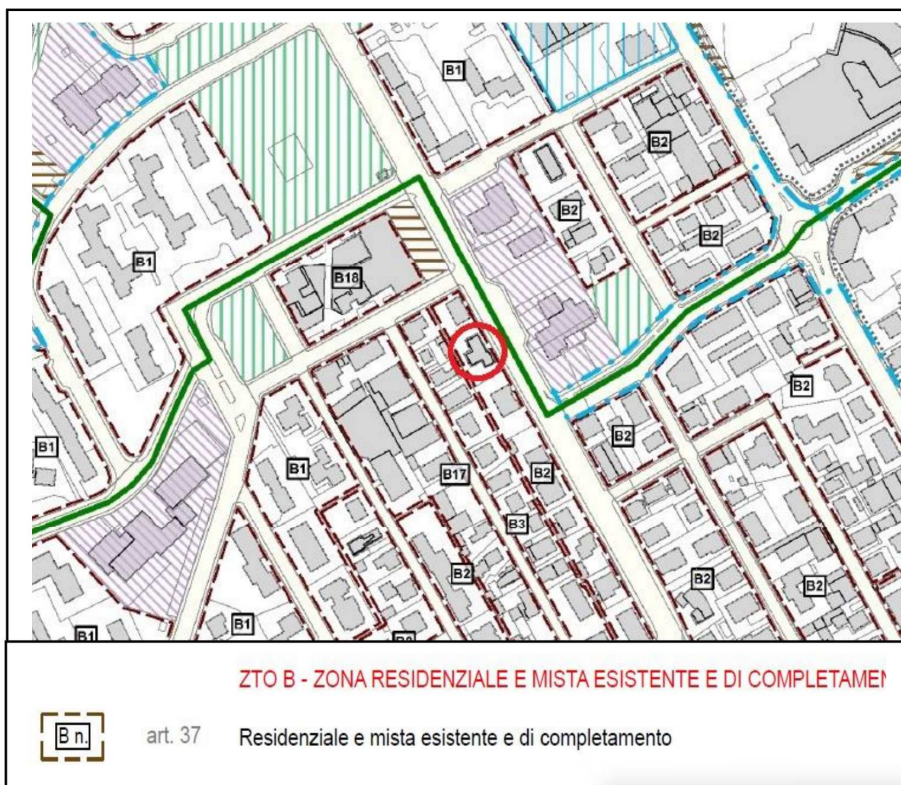 B1
B2
B2
B2
B1
B18
B2
B2
B1
B1
B17
B2
B3
B2
B2
B2
B1
B1
ZTO B - ZONA RESIDENZIALE E MISTA ESISTENTE E DI COMPLETAMEN
B n. art. 37 Residenziale e mista esistente e di completamento